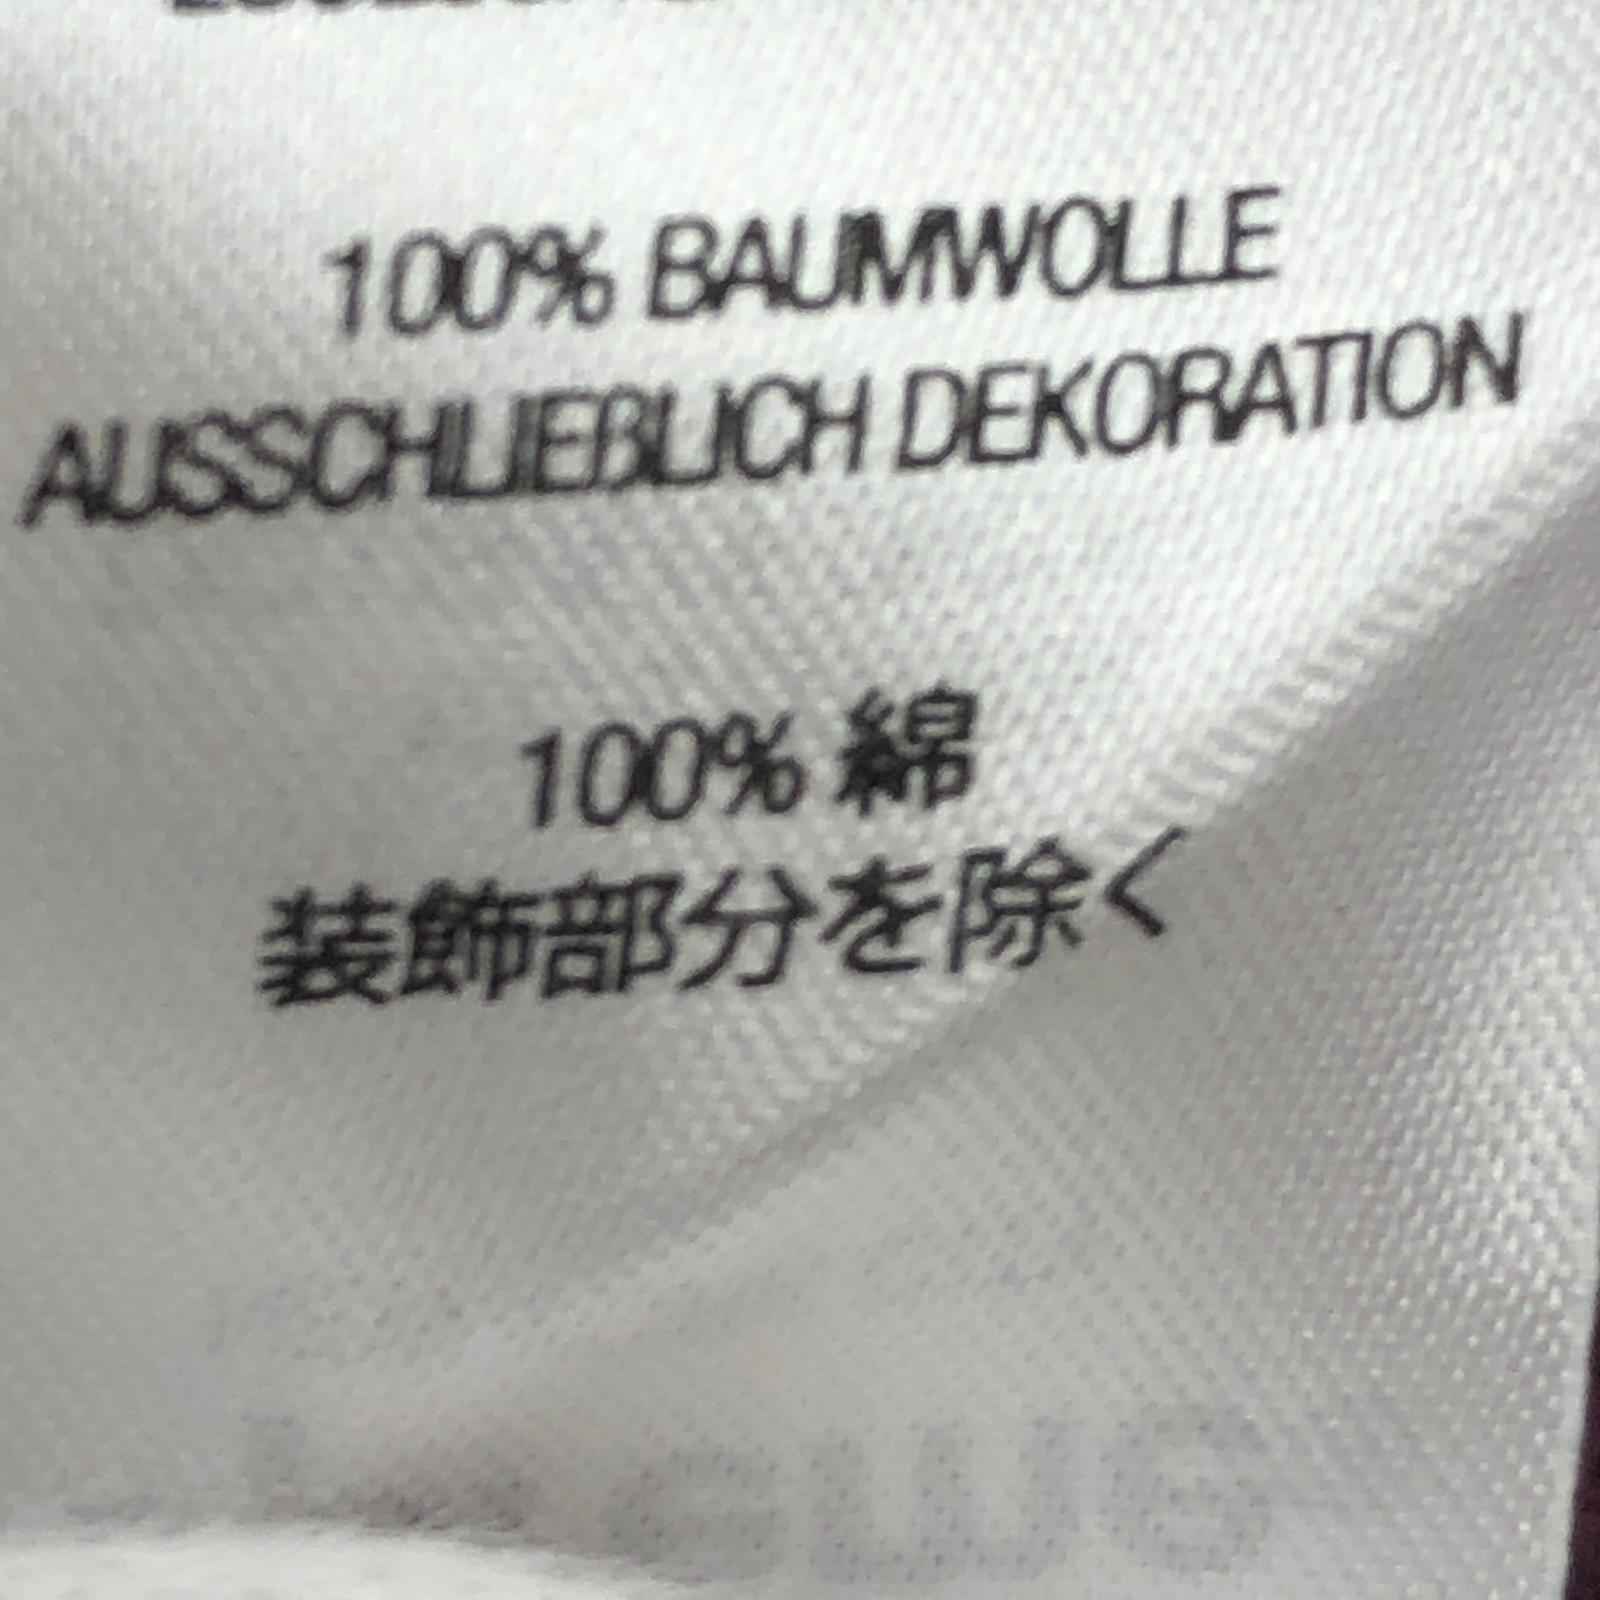 100% BAUMWOLLE
AUSSCHLIEBLICH DEKORATION
100% 綿
装飾部分を除く